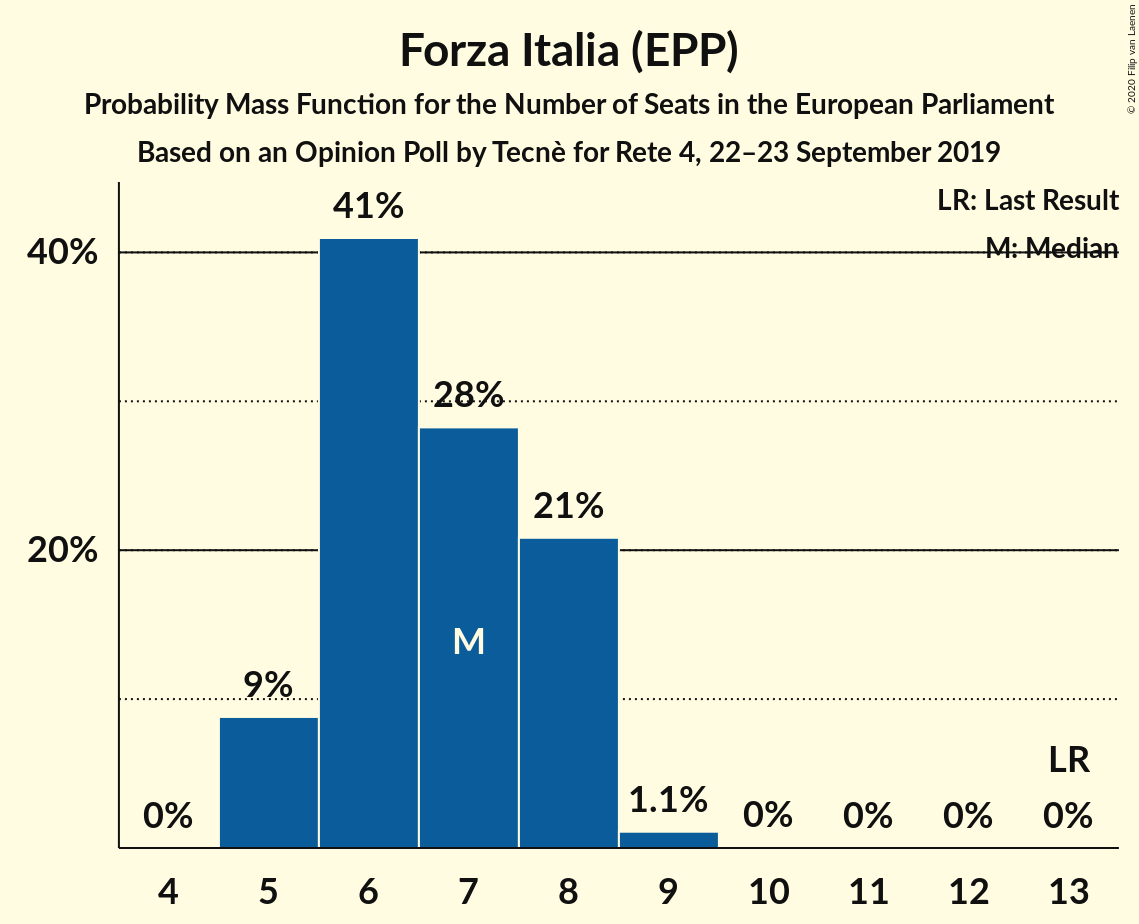 Forza Italia (EPP)
Probability Mass Function for the Number of Seats in the European Parliament
Based on an Opinion Poll by Tecnè for Rete 4, 22–23 September 2019
© 2020 Filip van Laenen
LR: Last Result
M: Median
40%
20%
41%
28%
21%
M
9%
LR
0%
1.1%
0%
0%
0%
0%
4 5 6 7 8 9 10 11 12 13